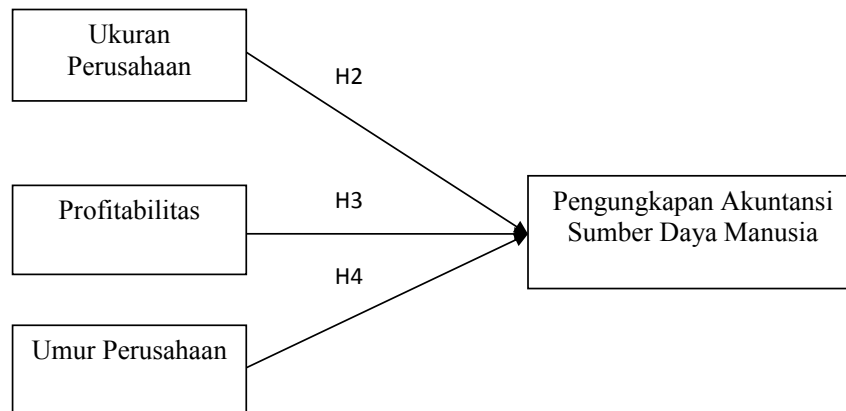 Ukuran
Perusahaan
H2
Profitabilitas
H3
Pengungkapan Akuntansi
Sumber Daya Manusia
H4
Umur Perusahaan